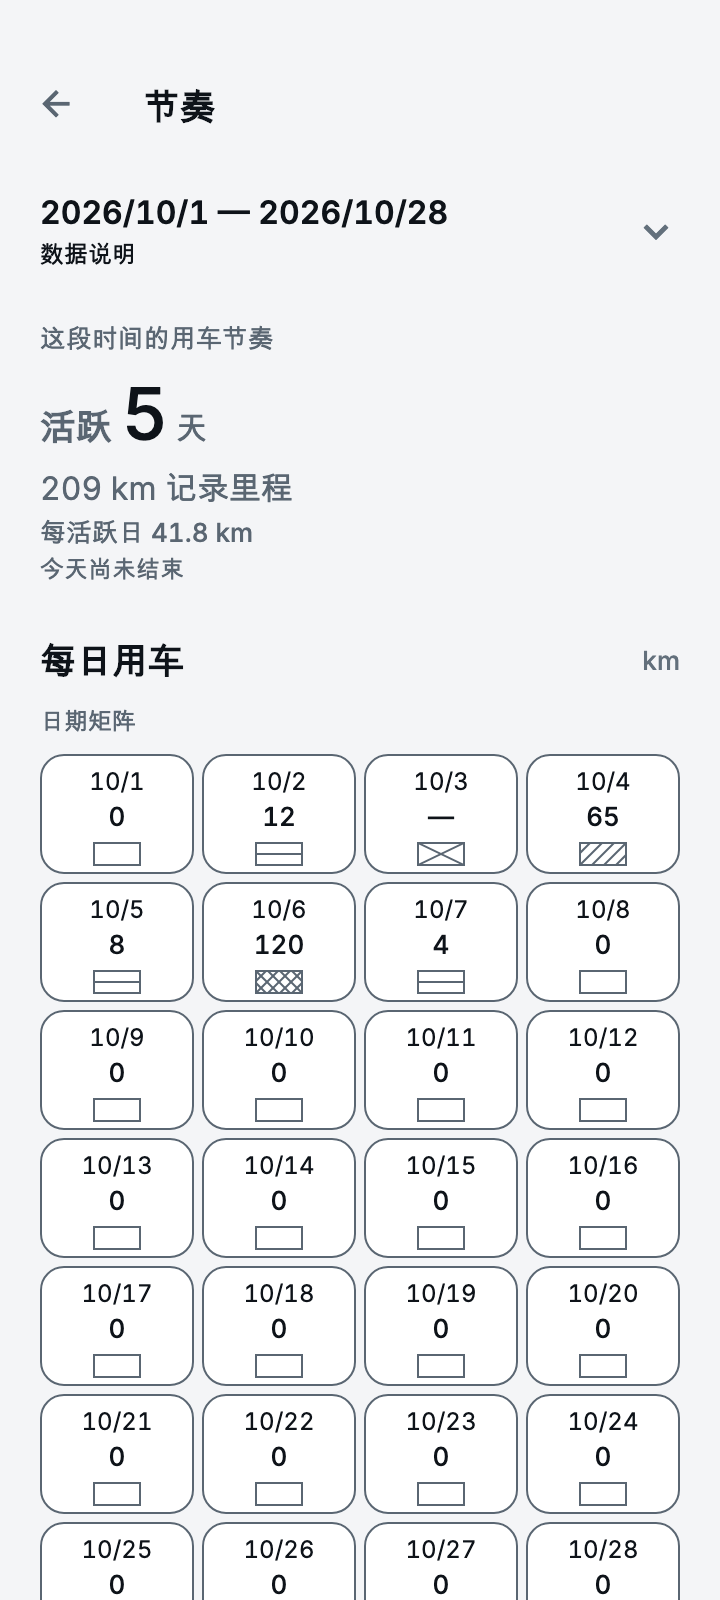 节奏
2026/10/1 — 2026/10/28
数据说明
这段时间的用车节奏
活跃 5 天
209 km 记录里程
每活跃日 41.8 km
今天尚未结束
每日用车 km
日期矩阵
10/1 10/2 10/3 10/4
0 12 — 65
10/5 10/6 10/7 10/8
8 120 4 0
10/9 10/10 10/11 10/12
0 0 0 0
10/13 10/14 10/15 10/16
0 0 0 0
10/17 10/18 10/19 10/20
0 0 0 0
10/21 10/22 10/23 10/24
0 0 0 0
10/25 10/26 10/27 10/28
0 0 0 0